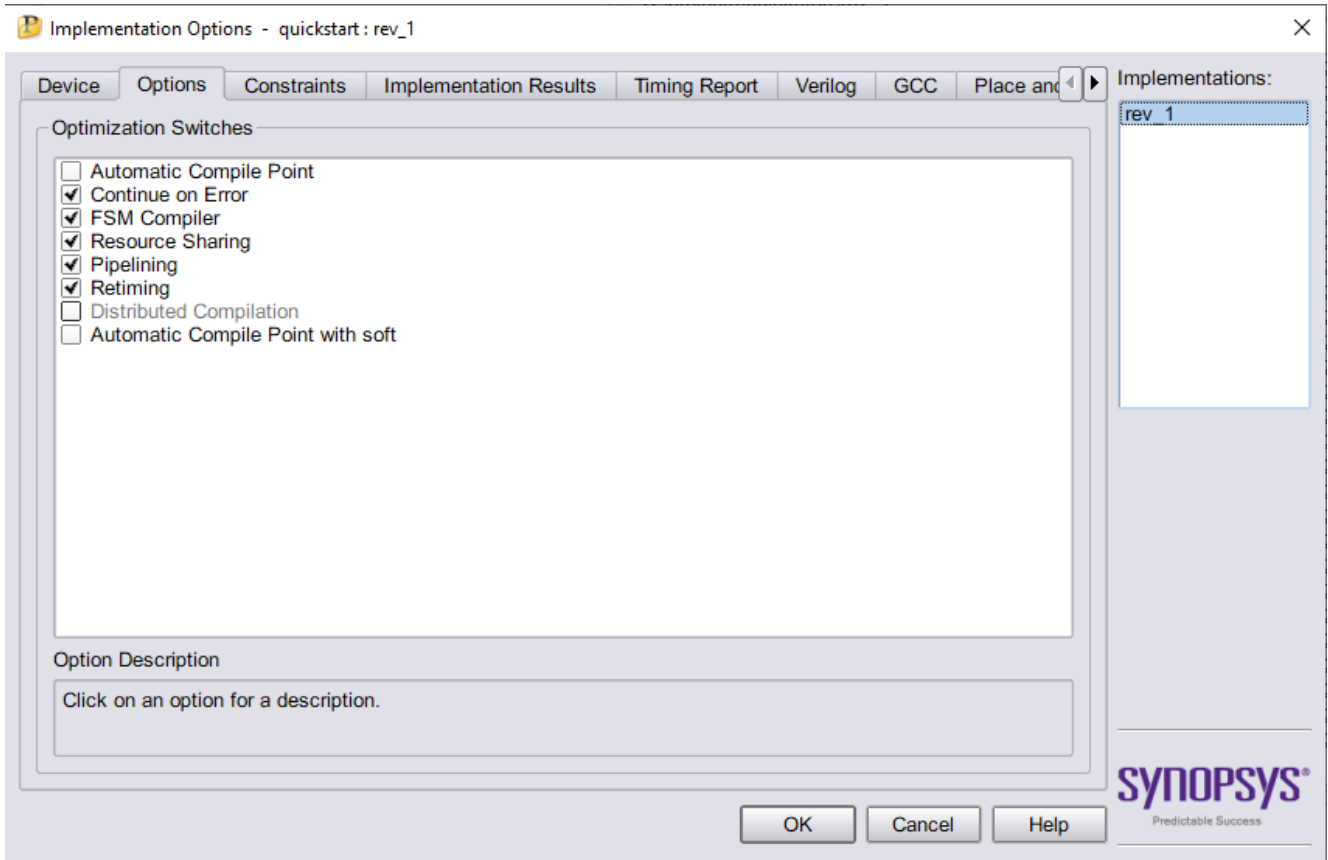 Implementation Options - quickstart : rev_1
Device Options Constraints Implementation Results Timing Report Verilog GCC Place and
Implementations:
rev_1
Optimization Switches
Automatic Compile Point
Continue on Error
FSM Compiler
Resource Sharing
Pipelining
Retiming
Distributed Compilation
Automatic Compile Point with soft
Option Description
Click on an option for a description.
OK Cancel Help
SYNOPSYS®
Predictable Success